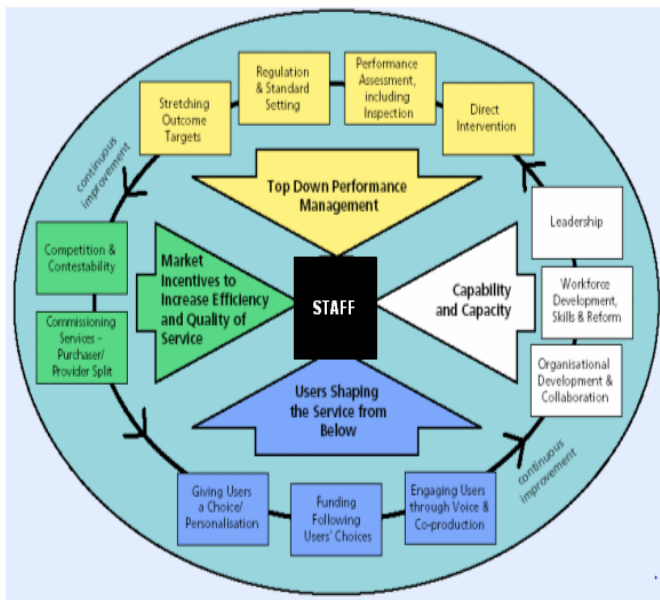 Performance
Assessment,
including
Inspection
Regulation
& Standard
Setting
Stretching
Outcome
Targets
Direct
Intervention
continuous
improvement
Top Down Performance
Management
Leadership
Competition &
Contestability
Market
Incentives to
Increase Efficiency
and Quality of
Service
STAFF
Capability
and Capacity
Workforce
Development,
Skills & Reform
Commissioning
Services –
Purchaser/
Provider Split
Organisational
Development &
Collaboration
Users Shaping
the Service from
Below
continuous
improvement
Giving Users
a Choice/
Personalisation
Funding
Following
Users' Choices
Engaging Users
through Voice &
Co-production